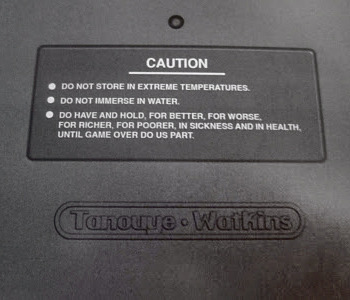 CAUTION
● DO NOT STORE IN EXTREME TEMPERATURES.
● DO NOT IMMERSE IN WATER.
● DO HAVE AND HOLD, FOR BETTER, FOR WORSE,
FOR RICHER, FOR POORER, IN SICKNESS AND IN HEALTH,
UNTIL GAME OVER DO US PART.
Tanouye • Watkins